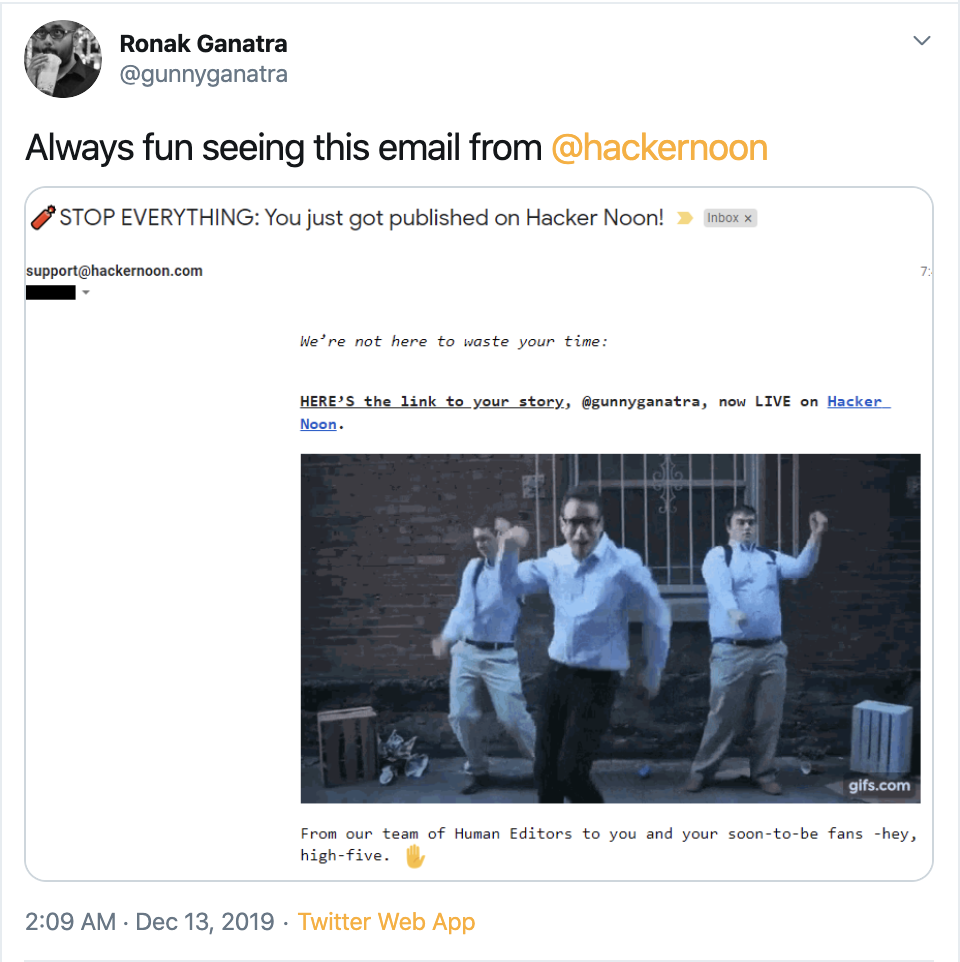 Ronak Ganatra
@gunnyganatra
Always fun seeing this email from @hackernoon
🧨STOP EVERYTHING: You just got published on Hacker Noon! Inbox ×
support@hackernoon.com 7:
We’re not here to waste your time:
HERE’S the link to your story, @gunnyganatra, now LIVE on Hacker
Noon.
gifs.com
From our team of Human Editors to you and your soon-to-be fans -hey,
high-five. ✋
2:09 AM · Dec 13, 2019 · Twitter Web App